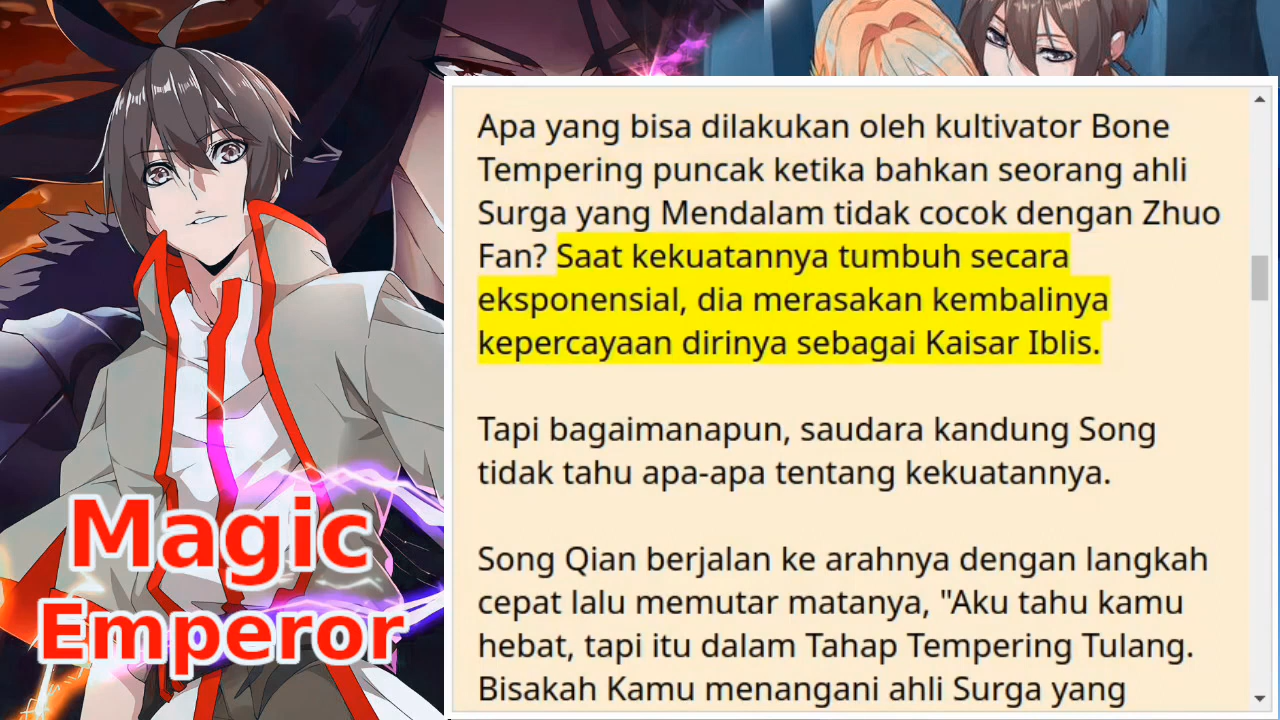 Magic
Emperor
Apa yang bisa dilakukan oleh kultivator Bone
Tempering puncak ketika bahkan seorang ahli
Surga yang Mendalam tidak cocok dengan Zhuo
Fan? Saat kekuatannya tumbuh secara
eksponensial, dia merasakan kembalinya
kepercayaan dirinya sebagai Kaisar Iblis.
Tapi bagaimanapun, saudara kandung Song
tidak tahu apa-apa tentang kekuatannya.
Song Qian berjalan ke arahnya dengan langkah
cepat lalu memutar matanya, "Aku tahu kamu
hebat, tapi itu dalam Tahap Tempering Tulang.
Bisakah Kamu menangani ahli Surga yang